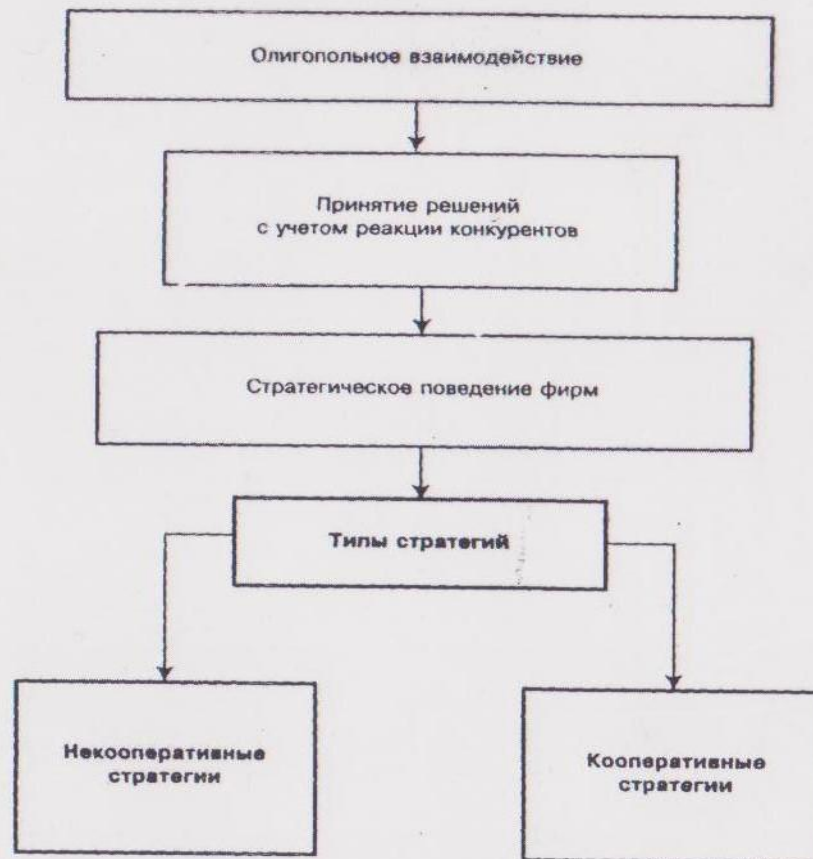 Олигопольное взаимодействие
Принятие решений
с учетом реакции конкурентов
Стратегическое поведение фирм
Типы стратегий
Некооперативные
стратегии
Кооперативные
стратегии